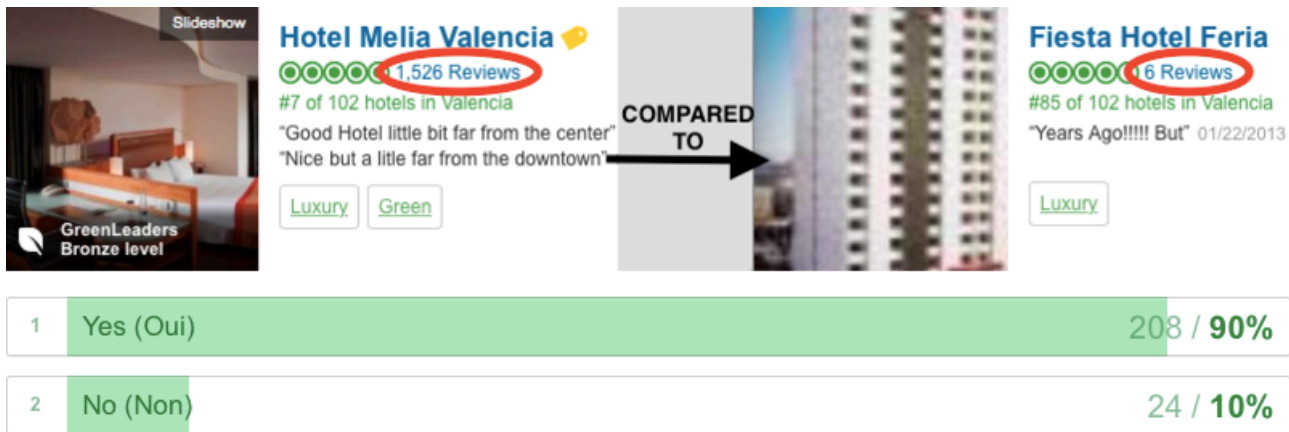 Slideshow
GreenLeaders
Bronze level
Hotel Melia Valencia
1,526 Reviews
#7 of 102 hotels in Valencia
"Good Hotel little bit far from the center"
"Nice but a litle far from the downtown"
Luxury Green
COMPARED
TO
Fiesta Hotel Feria
6 Reviews
#85 of 102 hotels in Valencia
"Years Ago!!!!! But" 01/22/2013
Luxury
1 Yes (Oui) 208 / 90%
2 No (Non) 24 / 10%